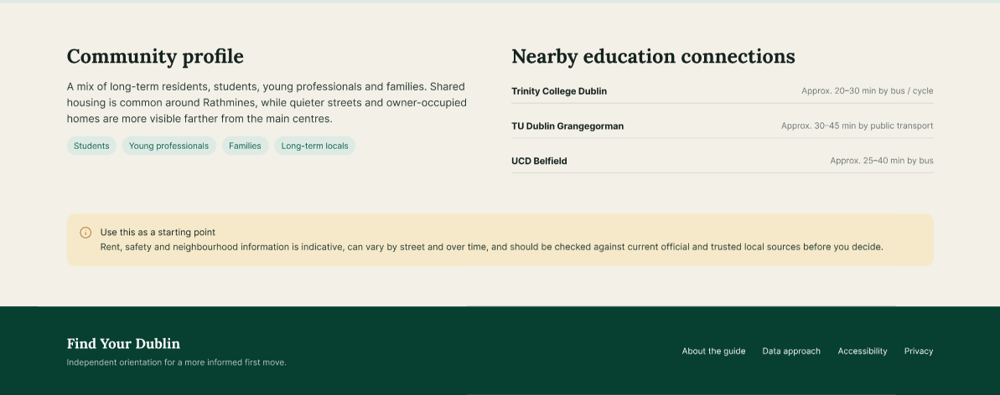 Community profile
A mix of long-term residents, students, young professionals and families. Shared
housing is common around Rathmines, while quieter streets and owner-occupied
homes are more visible farther from the main centres.
Students
Young professionals
Families
Long-term locals
Nearby education connections
Trinity College Dublin
Approx. 20–30 min by bus / cycle
TU Dublin Grangegorman
Approx. 30–45 min by public transport
UCD Belfield
Approx. 25–40 min by bus
Use this as a starting point
Rent, safety and neighbourhood information is indicative, can vary by street and over time, and should be checked against current official and trusted local sources before you decide.
Find Your Dublin
Independent orientation for a more informed first move.
About the guide
Data approach
Accessibility
Privacy